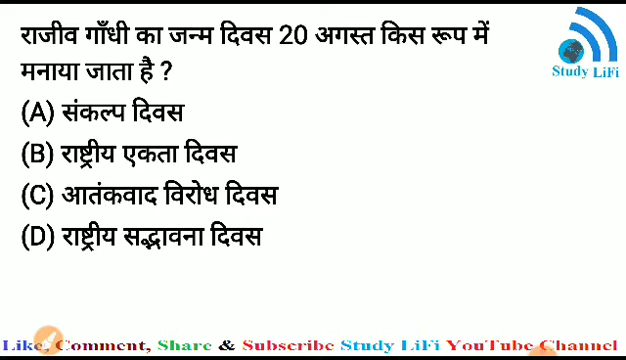 राजीव गाँधी का जन्म दिवस 20 अगस्त किस रूप में
मनाया जाता है ?
(A) संकल्प दिवस
(B) राष्ट्रीय एकता दिवस
(C) आतंकवाद विरोध दिवस
(D) राष्ट्रीय सद्भावना दिवस
Study LiFi
Like, Comment, Share & Subscribe Study LiFi YouTube Channel